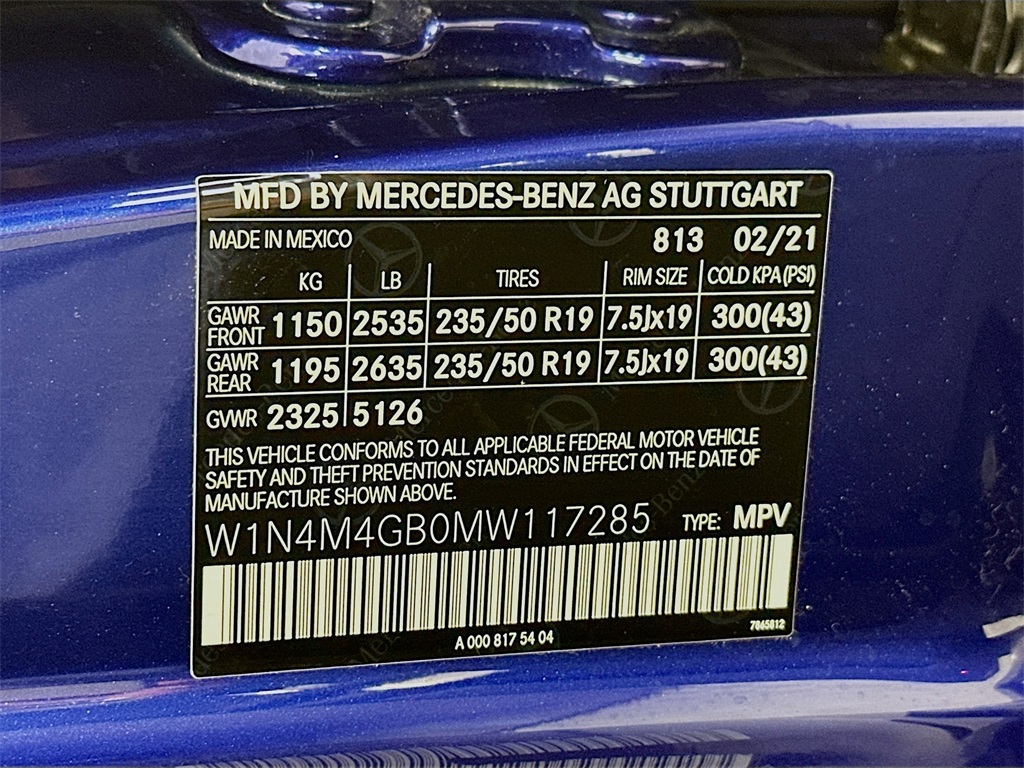 MFD BY MERCEDES-BENZ AG STUTTGART
MADE IN MEXICO 813 02/21
KG LB TIRES RIM SIZE COLD KPA(PSI)
GAWR FRONT 1150 2535 235/50 R19 7.5Jx19 300(43)
GAWR REAR 1195 2635 235/50 R19 7.5Jx19 300(43)
GVWR 2325 5126
THIS VEHICLE CONFORMS TO ALL APPLICABLE FEDERAL MOTOR VEHICLE
SAFETY AND THEFT PREVENTION STANDARDS IN EFFECT ON THE DATE OF
MANUFACTURE SHOWN ABOVE.
W1N4M4GB0MW117285 TYPE: MPV
A 000 817 54 04
7865812